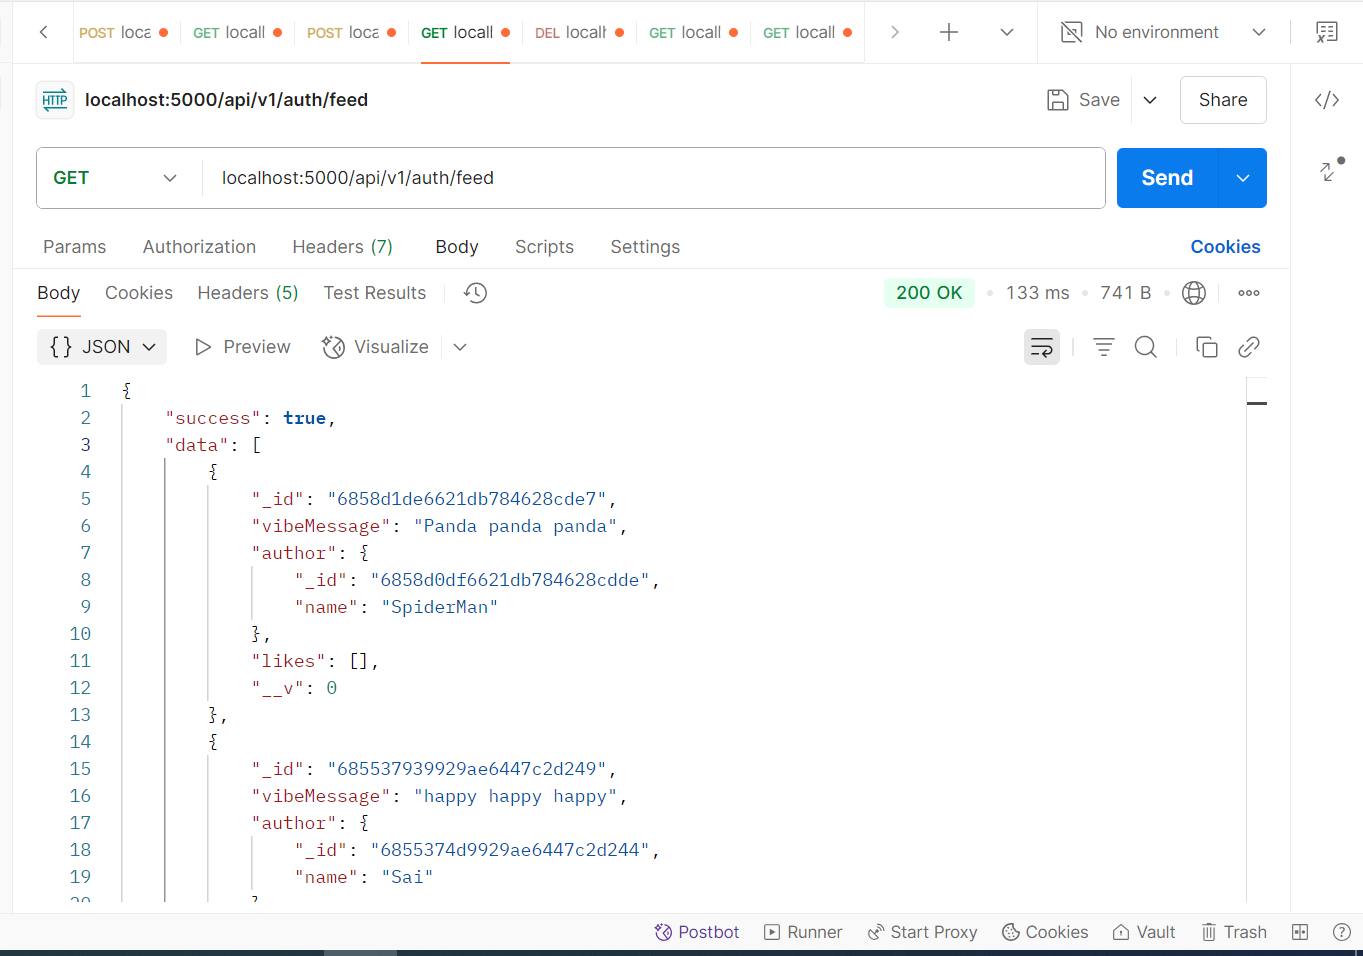 POST loca GET locall POST loca GET locall DEL locall GET locall GET locall No environment
HTTP localhost:5000/api/v1/auth/feed Save Share
GET localhost:5000/api/v1/auth/feed Send
Params Authorization Headers (7) Body Scripts Settings Cookies
Body Cookies Headers (5) Test Results 200 OK 133 ms 741 B
{} JSON Preview Visualize
1 {
2 "success": true,
3 "data": [
4 {
5 "_id": "6858d1de6621db784628cde7",
6 "vibeMessage": "Panda panda panda",
7 "author": {
8 "_id": "6858d0df6621db784628cdde",
9 "name": "SpiderMan"
10 },
11 "likes": [],
12 "__v": 0
13 },
14 {
15 "_id": "685537939929ae6447c2d249",
16 "vibeMessage": "happy happy happy",
17 "author": {
18 "_id": "6855374d9929ae6447c2d244",
19 "name": "Sai"
Postbot Runner Start Proxy Cookies Vault Trash